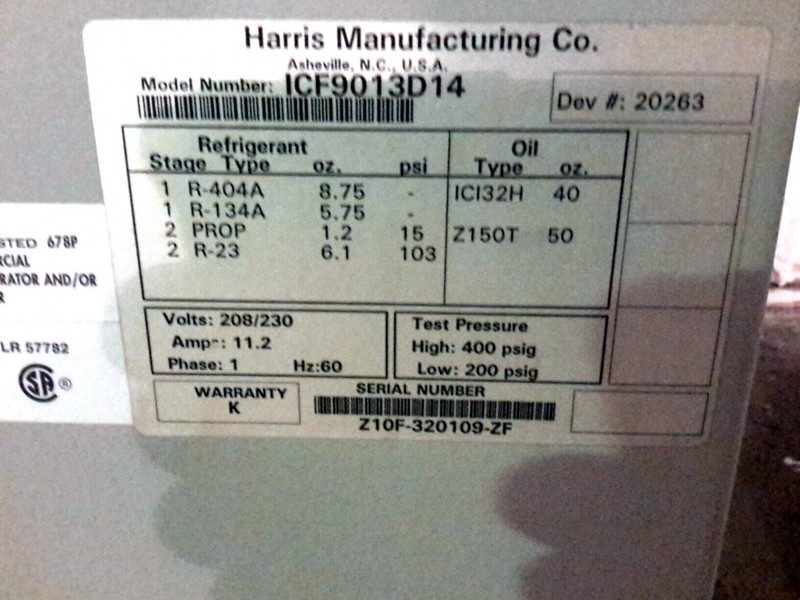 Harris Manufacturing Co.
Asheville, N.C., U.S.A.
Model Number: ICF9013D14
Dev #: 20263
Refrigerant Oil
Stage Type oz. psi Type oz.
1 R-404A 8.75 - ICI32H 40
1 R-134A 5.75 -
2 PROP 1.2 15 Z150T 50
2 R-23 6.1 103
Volts: 208/230
Amps: 11.2
Phase: 1 Hz:60
Test Pressure
High: 400 psig
Low: 200 psig
WARRANTY
K
SERIAL NUMBER
Z10F-320109-ZF
STED 678P
RCIAL
RATOR AND/OR
R
LR 57782
SA ®